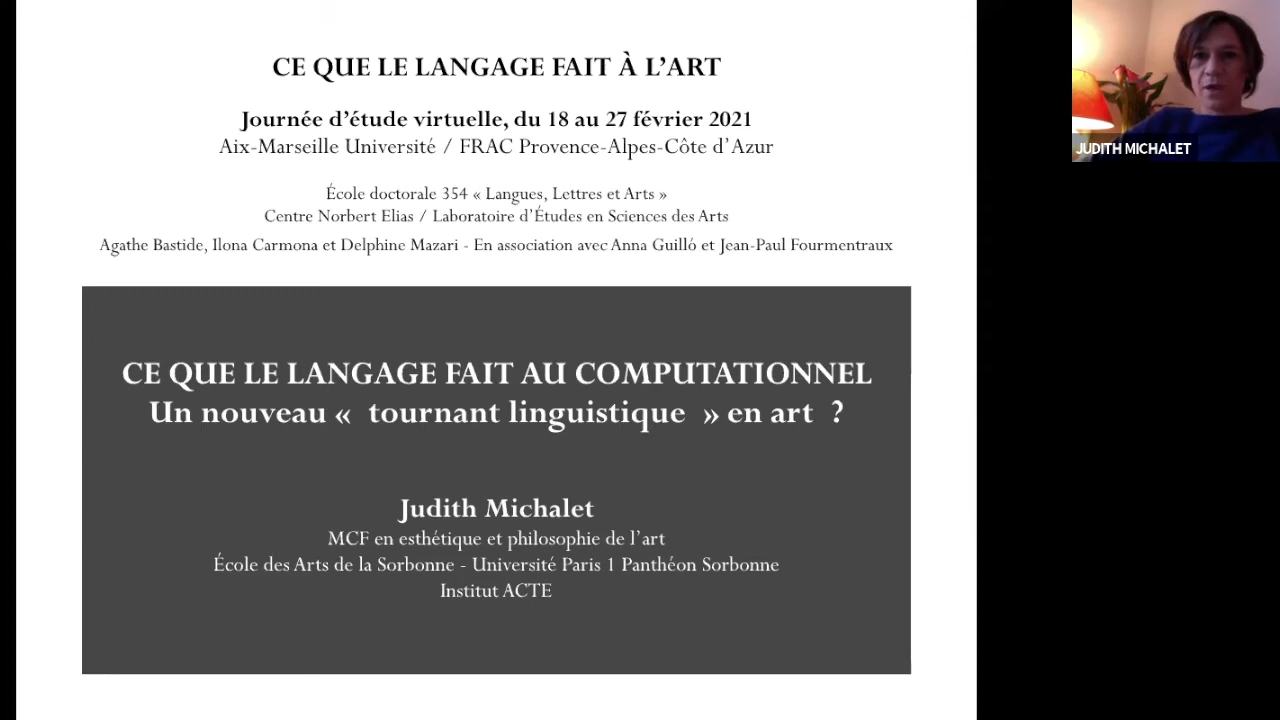 CE QUE LE LANGAGE FAIT À L'ART
Journée d'étude virtuelle, du 18 au 27 février 2021
Aix-Marseille Université / FRAC Provence-Alpes-Côte d'Azur
École doctorale 354 « Langues, Lettres et Arts »
Centre Norbert Elias / Laboratoire d'Études en Sciences des Arts
Agathe Bastide, Ilona Carmona et Delphine Mazari - En association avec Anna Guilló et Jean-Paul Fourmentraux
CE QUE LE LANGAGE FAIT AU COMPUTATIONNEL
Un nouveau « tournant linguistique » en art ?
Judith Michalet
MCF en esthétique et philosophie de l'art
École des Arts de la Sorbonne - Université Paris 1 Panthéon Sorbonne
Institut ACTE
JUDITH MICHALET